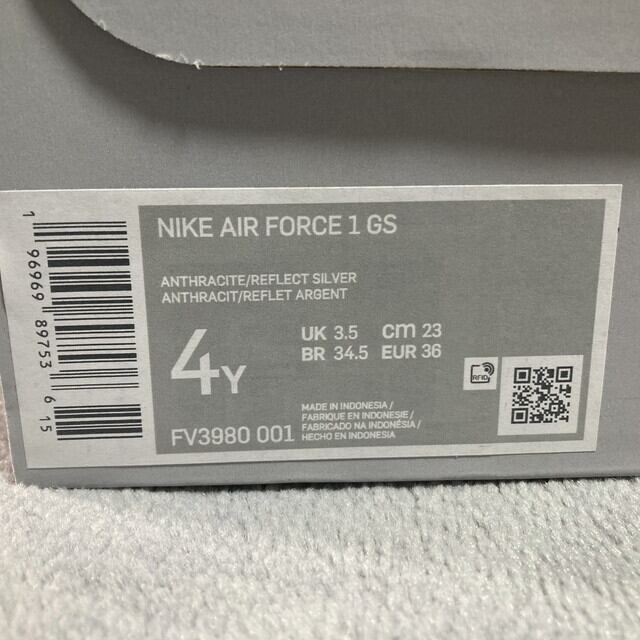 NIKE AIR FORCE 1 GS
ANTHRACITE/REFLECT SILVER
ANTHRACIT/REFLET ARGENT
4Y
UK 3.5 cm 23
BR 34.5 EUR 36
FV3980 001
MADE IN INDONESIA/
FABRIQUE EN INDONESIE/
FABRICADO NA INDONÉSIA/
HECHO EN INDONESIA
RFID
1 96969 89753 6 15